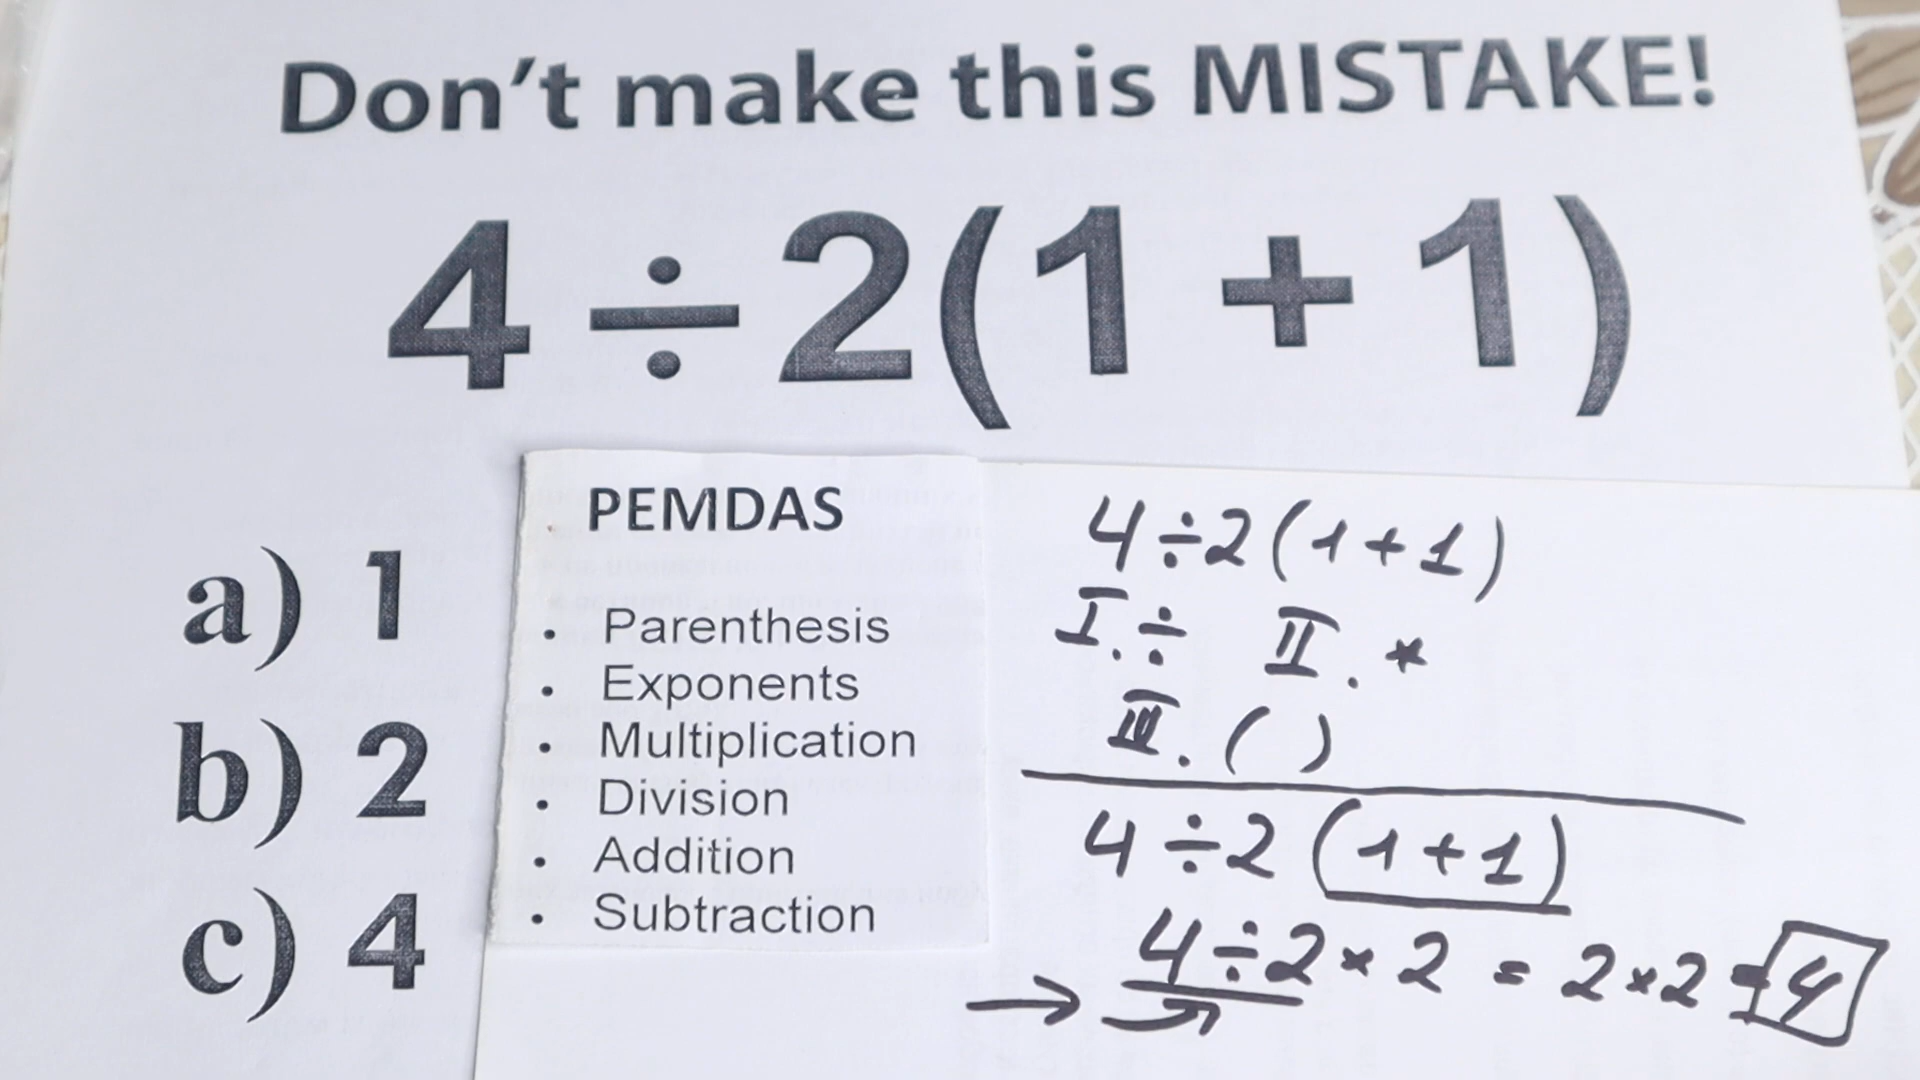 Don't make this MISTAKE!
4 ÷ 2(1 + 1)
a) 1
b) 2
c) 4
PEMDAS
• Parenthesis
• Exponents
• Multiplication
• Division
• Addition
• Subtraction
4 ÷ 2 (1 + 1)
I. ÷ II. *
III. ( )
4 ÷ 2 (1 + 1)
→ 4 ÷ 2 × 2 = 2 × 2 = 4